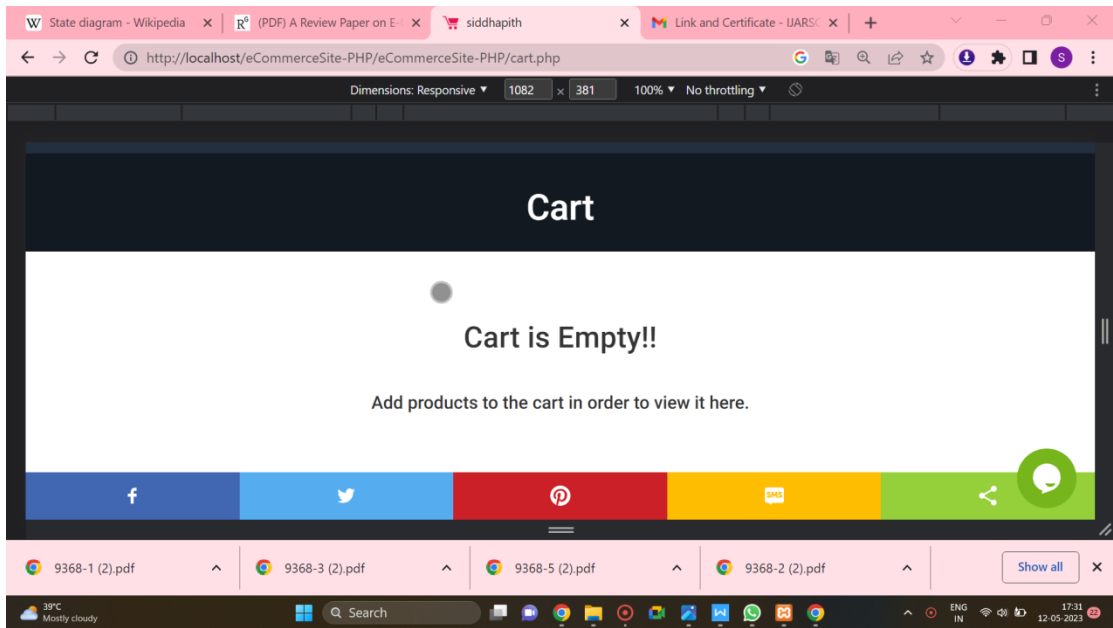 W State diagram - Wikipedia
R⁶ (PDF) A Review Paper on E-
siddhapith
Link and Certificate - IJARSC
http://localhost/eCommerceSite-PHP/eCommerceSite-PHP/cart.php
S
Dimensions: Responsive 1082 × 381 100% No throttling
Cart
Cart is Empty!!
Add products to the cart in order to view it here.
SMS
9368-1 (2).pdf
9368-3 (2).pdf
9368-5 (2).pdf
9368-2 (2).pdf
Show all
39°C
Mostly cloudy
Search
ENG
IN
17:31
12-05-2023
22